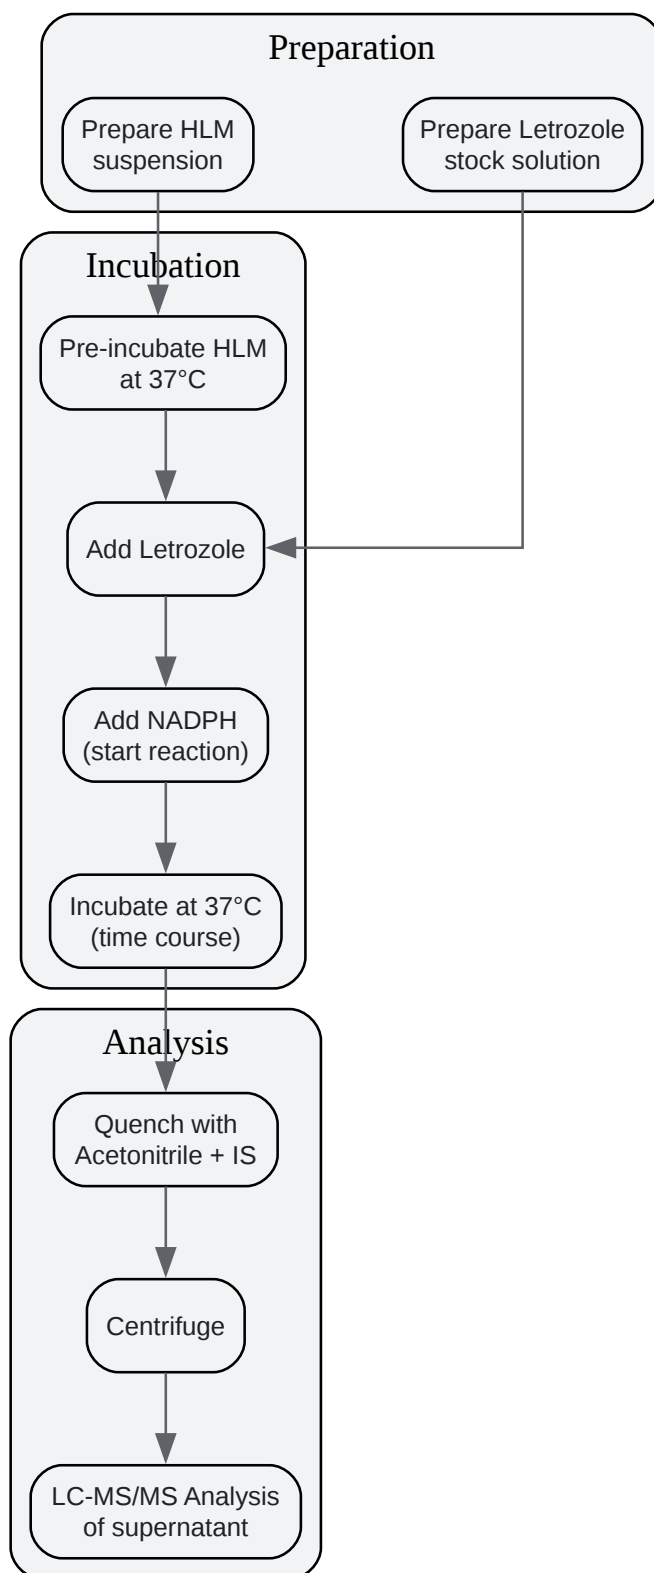 Preparation
Prepare HLM
suspension
Prepare Letrozole
stock solution
Incubation
Pre-incubate HLM
at 37°C
Add Letrozole
Add NADPH
(start reaction)
Incubate at 37°C
(time course)
Analysis
Quench with
Acetonitrile + IS
Centrifuge
LC-MS/MS Analysis
of supernatant